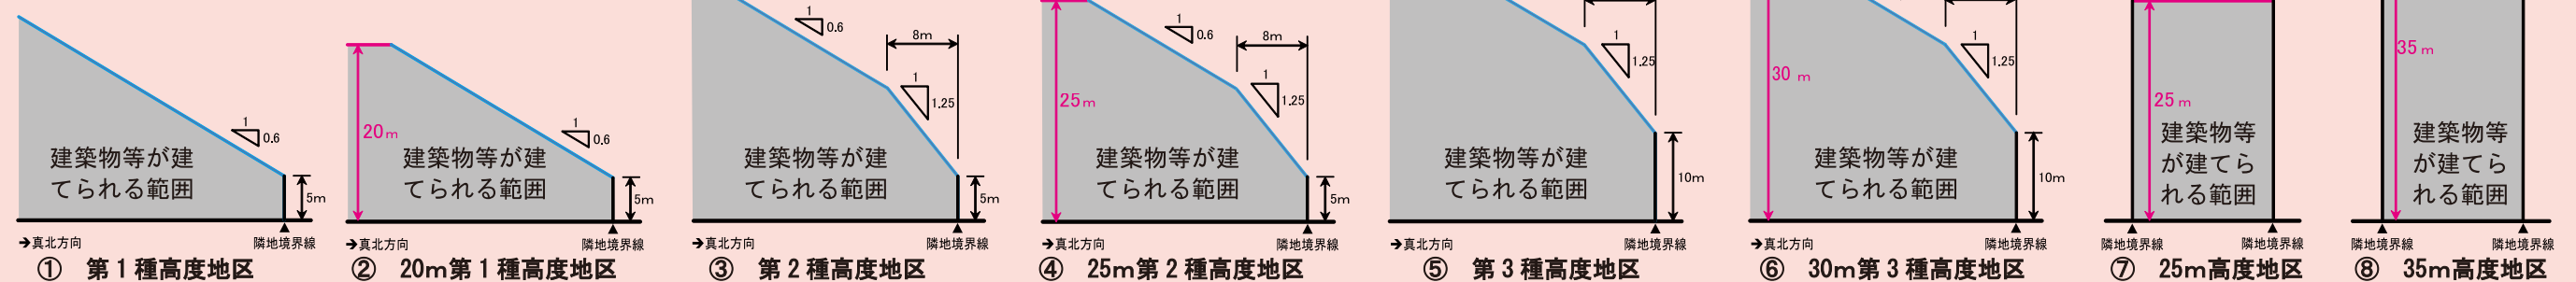 1
0.6
建築物等が建
てられる範囲
5m
→真北方向
隣地境界線
① 第1種高度地区
20m
1
0.6
建築物等が建
てられる範囲
5m
→真北方向
隣地境界線
② 20m第1種高度地区
1
0.6
8m
1
1.25
建築物等が建
てられる範囲
5m
→真北方向
隣地境界線
③ 第2種高度地区
1
0.6
8m
25m
1
1.25
建築物等が建
てられる範囲
5m
→真北方向
隣地境界線
④ 25m第2種高度地区
1
1.25
建築物等が建
てられる範囲
10m
→真北方向
隣地境界線
⑤ 第3種高度地区
30 m
1
1.25
建築物等が建
てられる範囲
10m
→真北方向
隣地境界線
⑥ 30m第3種高度地区
25 m
建築物等
が建てら
れる範囲
隣地境界線
隣地境界線
⑦ 25m高度地区
35 m
建築物等
が建てら
れる範囲
隣地境界線
隣地境界線
⑧ 35m高度地区